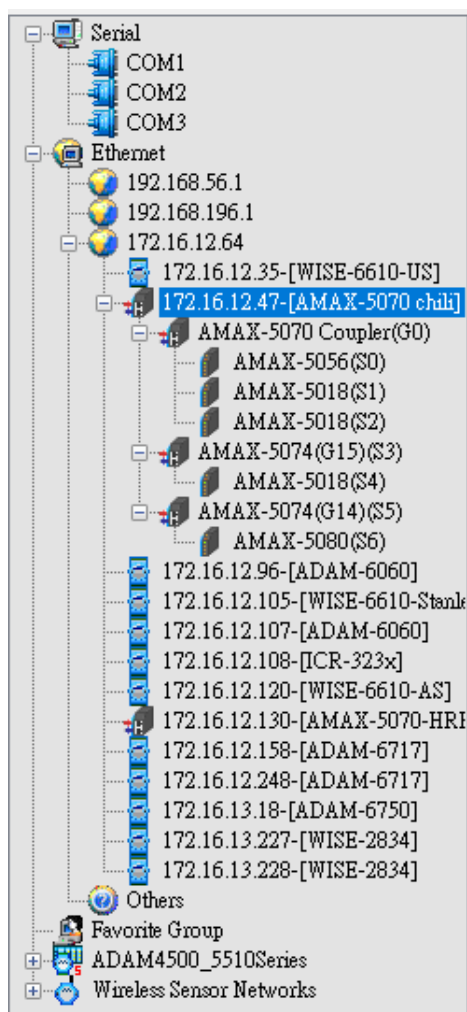 Serial
COM1
COM2
COM3
Ethernet
192.168.56.1
192.168.196.1
172.16.12.64
172.16.12.35-[WISE-6610-US]
172.16.12.47-[AMAX-5070 chili]
AMAX-5070 Coupler(G0)
AMAX-5056(S0)
AMAX-5018(S1)
AMAX-5018(S2)
AMAX-5074(G15)(S3)
AMAX-5018(S4)
AMAX-5074(G14)(S5)
AMAX-5080(S6)
172.16.12.96-[ADAM-6060]
172.16.12.105-[WISE-6610-Stanle
172.16.12.107-[ADAM-6060]
172.16.12.108-[ICR-323x]
172.16.12.120-[WISE-6610-AS]
172.16.12.130-[AMAX-5070-HRI
172.16.12.158-[ADAM-6717]
172.16.12.248-[ADAM-6717]
172.16.13.18-[ADAM-6750]
172.16.13.227-[WISE-2834]
172.16.13.228-[WISE-2834]
Others
Favorite Group
ADAM4500_5510Series
Wireless Sensor Networks